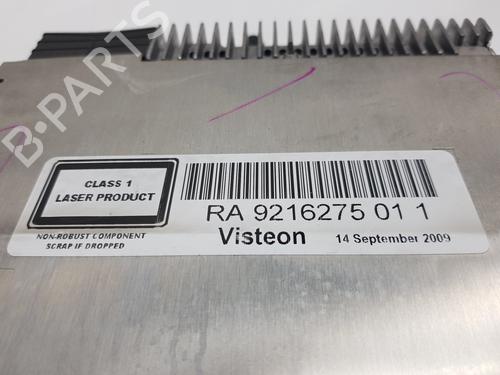 CLASS 1
LASER PRODUCT
NON-ROBUST COMPONENT
SCRAP IF DROPPED
RA 9216275 01 1
Visteon
14 September 2009
B-PARTS